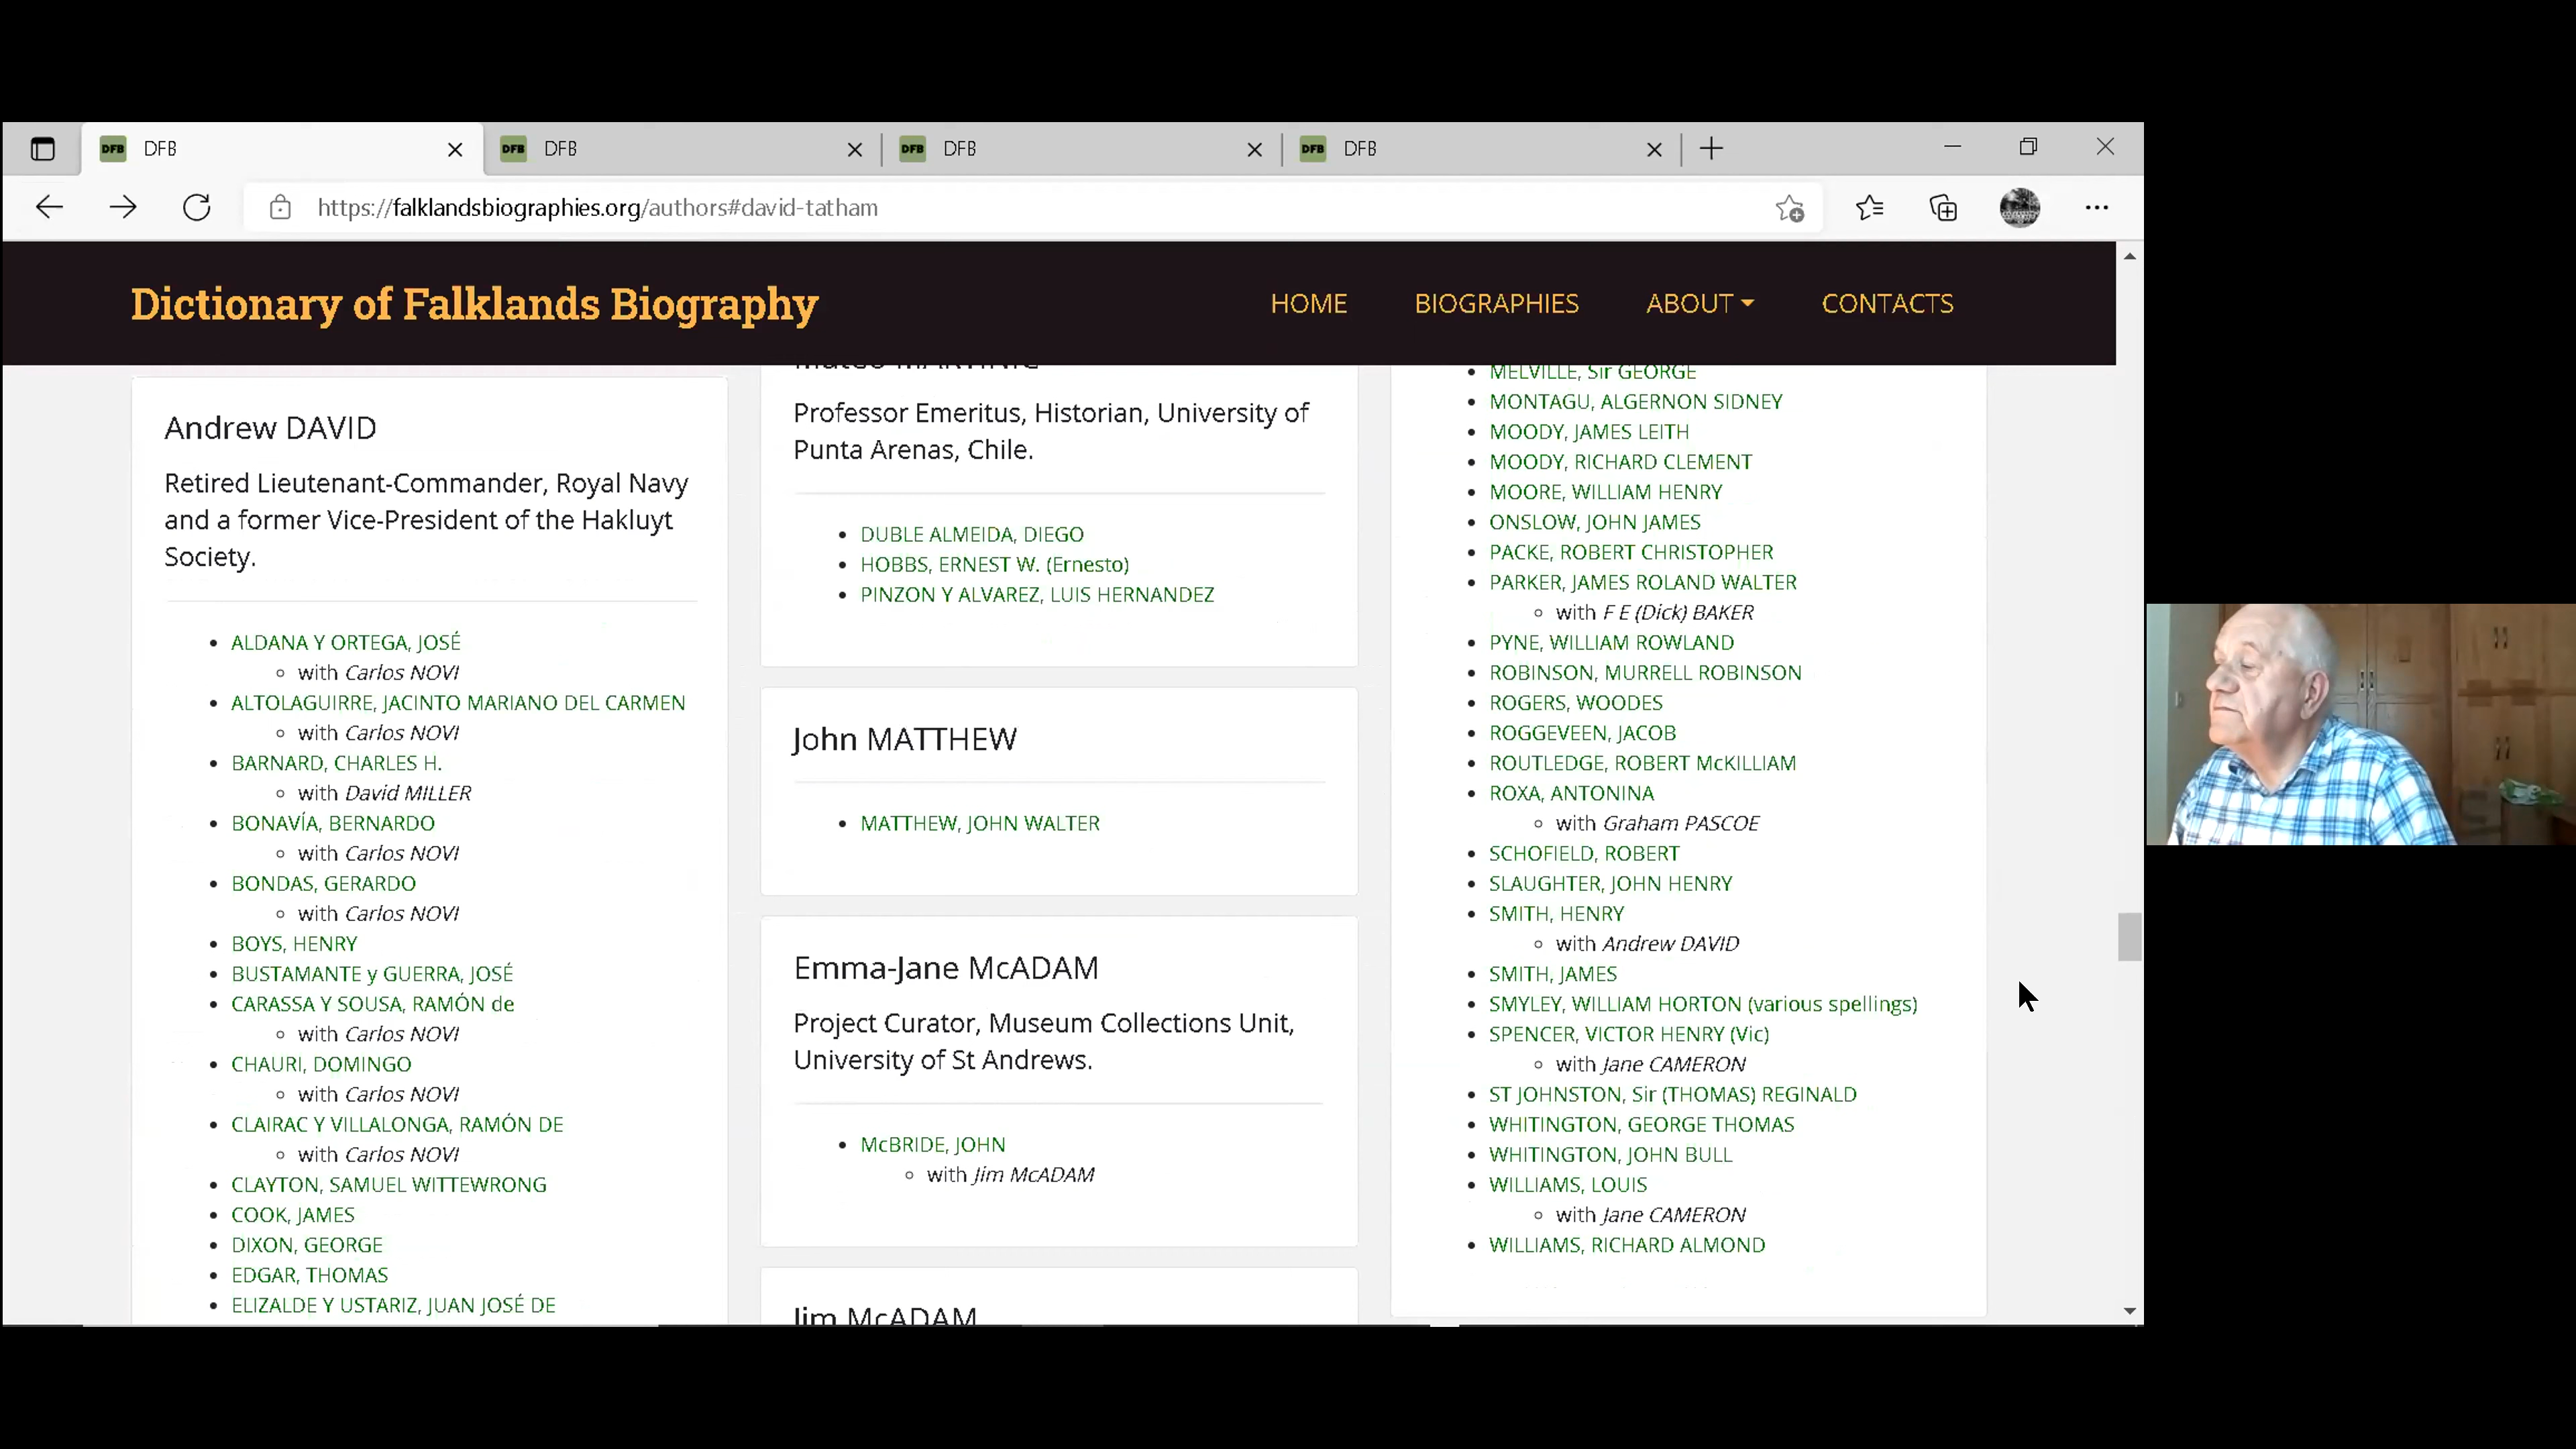 DFB DFB
DFB DFB
DFB DFB
DFB DFB
https://falklandsbiographies.org/authors#david-tatham
Dictionary of Falklands Biography
HOME
BIOGRAPHIES
ABOUT
CONTACTS
Andrew DAVID
Retired Lieutenant-Commander, Royal Navy
and a former Vice-President of the Hakluyt
Society.
ALDANA Y ORTEGA, JOSÉ
with Carlos NOVI
ALTOLAGUIRRE, JACINTO MARIANO DEL CARMEN
with Carlos NOVI
BARNARD, CHARLES H.
with David MILLER
BONAVÍA, BERNARDO
with Carlos NOVI
BONDAS, GERARDO
with Carlos NOVI
BOYS, HENRY
BUSTAMANTE y GUERRA, JOSÉ
CARASSA Y SOUSA, RAMÓN de
with Carlos NOVI
CHAURI, DOMINGO
with Carlos NOVI
CLAIRAC Y VILLALONGA, RAMÓN DE
with Carlos NOVI
CLAYTON, SAMUEL WITTEWRONG
COOK, JAMES
DIXON, GEORGE
EDGAR, THOMAS
ELIZALDE Y USTARIZ, JUAN JOSÉ DE
Professor Emeritus, Historian, University of
Punta Arenas, Chile.
DUBLE ALMEIDA, DIEGO
HOBBS, ERNEST W. (Ernesto)
PINZON Y ALVAREZ, LUIS HERNANDEZ
John MATTHEW
MATTHEW, JOHN WALTER
Emma-Jane McADAM
Project Curator, Museum Collections Unit,
University of St Andrews.
McBRIDE, JOHN
with Jim McADAM
Jim McADAM
MELVILLE, Sir GEORGE
MONTAGU, ALGERNON SIDNEY
MOODY, JAMES LEITH
MOODY, RICHARD CLEMENT
MOORE, WILLIAM HENRY
ONSLOW, JOHN JAMES
PACKE, ROBERT CHRISTOPHER
PARKER, JAMES ROLAND WALTER
with F E (Dick) BAKER
PYNE, WILLIAM ROWLAND
ROBINSON, MURRELL ROBINSON
ROGERS, WOODES
ROGGEVEEN, JACOB
ROUTLEDGE, ROBERT McKILLIAM
ROXA, ANTONINA
with Graham PASCOE
SCHOFIELD, ROBERT
SLAUGHTER, JOHN HENRY
SMITH, HENRY
with Andrew DAVID
SMITH, JAMES
SMYLEY, WILLIAM HORTON (various spellings)
SPENCER, VICTOR HENRY (Vic)
with Jane CAMERON
ST JOHNSTON, Sir (THOMAS) REGINALD
WHITINGTON, GEORGE THOMAS
WHITINGTON, JOHN BULL
WILLIAMS, LOUIS
with Jane CAMERON
WILLIAMS, RICHARD ALMOND